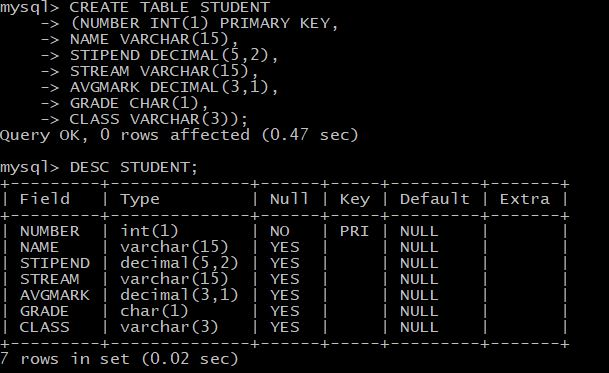 mysql> CREATE TABLE STUDENT
    -> (NUMBER INT(1) PRIMARY KEY,
    -> NAME VARCHAR(15),
    -> STIPEND DECIMAL(5,2),
    -> STREAM VARCHAR(15),
    -> AVGMARK DECIMAL(3,1),
    -> GRADE CHAR(1),
    -> CLASS VARCHAR(3));
Query OK, 0 rows affected (0.47 sec)
mysql> DESC STUDENT;
+---------+--------------+------+-----+---------+-------+
| Field   | Type         | Null | Key | Default | Extra |
+---------+--------------+------+-----+---------+-------+
| NUMBER  | int(1)       | NO   | PRI | NULL    |       |
| NAME    | varchar(15)  | YES  |     | NULL    |       |
| STIPEND | decimal(5,2) | YES  |     | NULL    |       |
| STREAM  | varchar(15)  | YES  |     | NULL    |       |
| AVGMARK | decimal(3,1) | YES  |     | NULL    |       |
| GRADE   | char(1)      | YES  |     | NULL    |       |
| CLASS   | varchar(3)   | YES  |     | NULL    |       |
+---------+--------------+------+-----+---------+-------+
7 rows in set (0.02 sec)